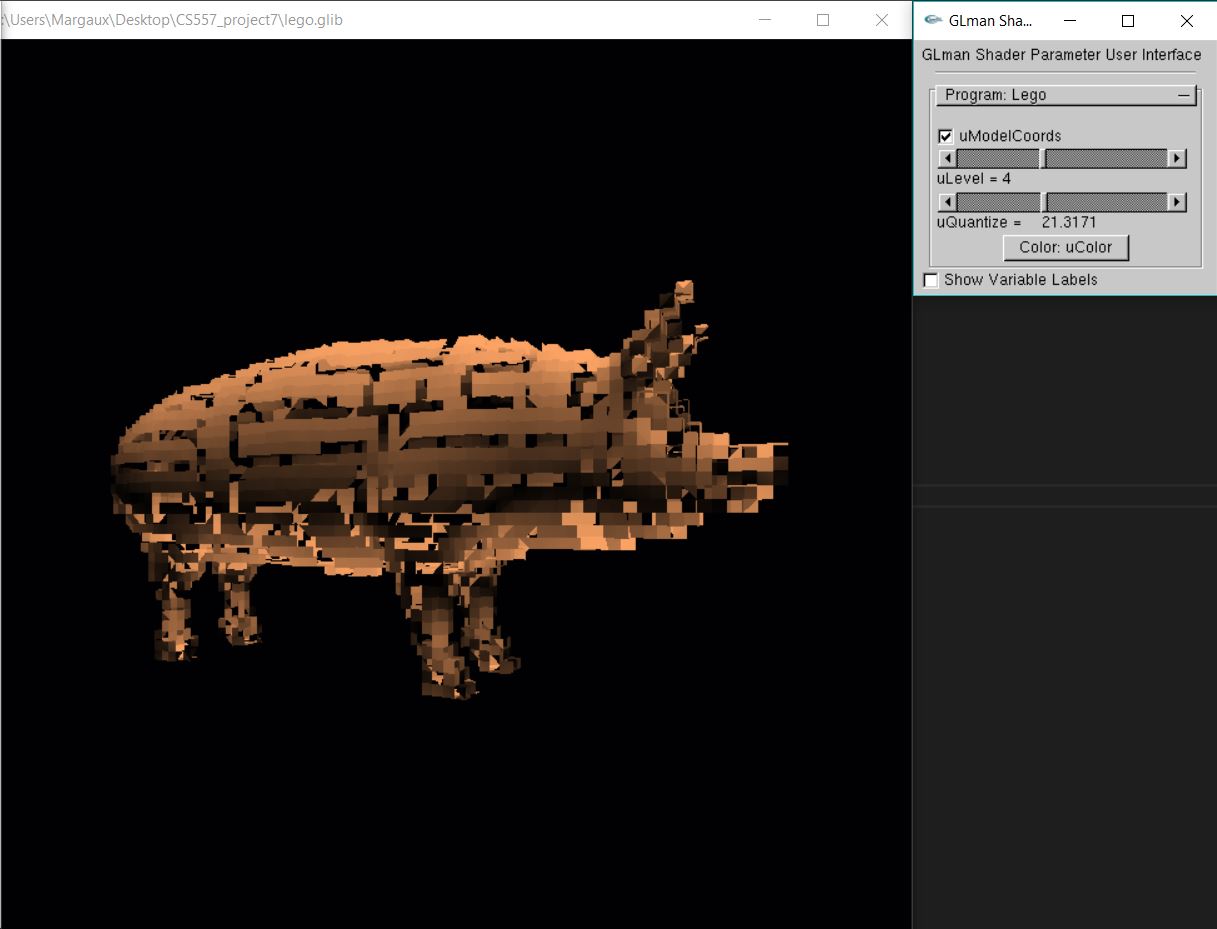 :\Users\Margaux\Desktop\CS557_project7\lego.glib
GLman Sha...
GLman Shader Parameter User Interface
Program: Lego
uModelCoords
uLevel = 4
uQuantize = 21.3171
Color: uColor
Show Variable Labels